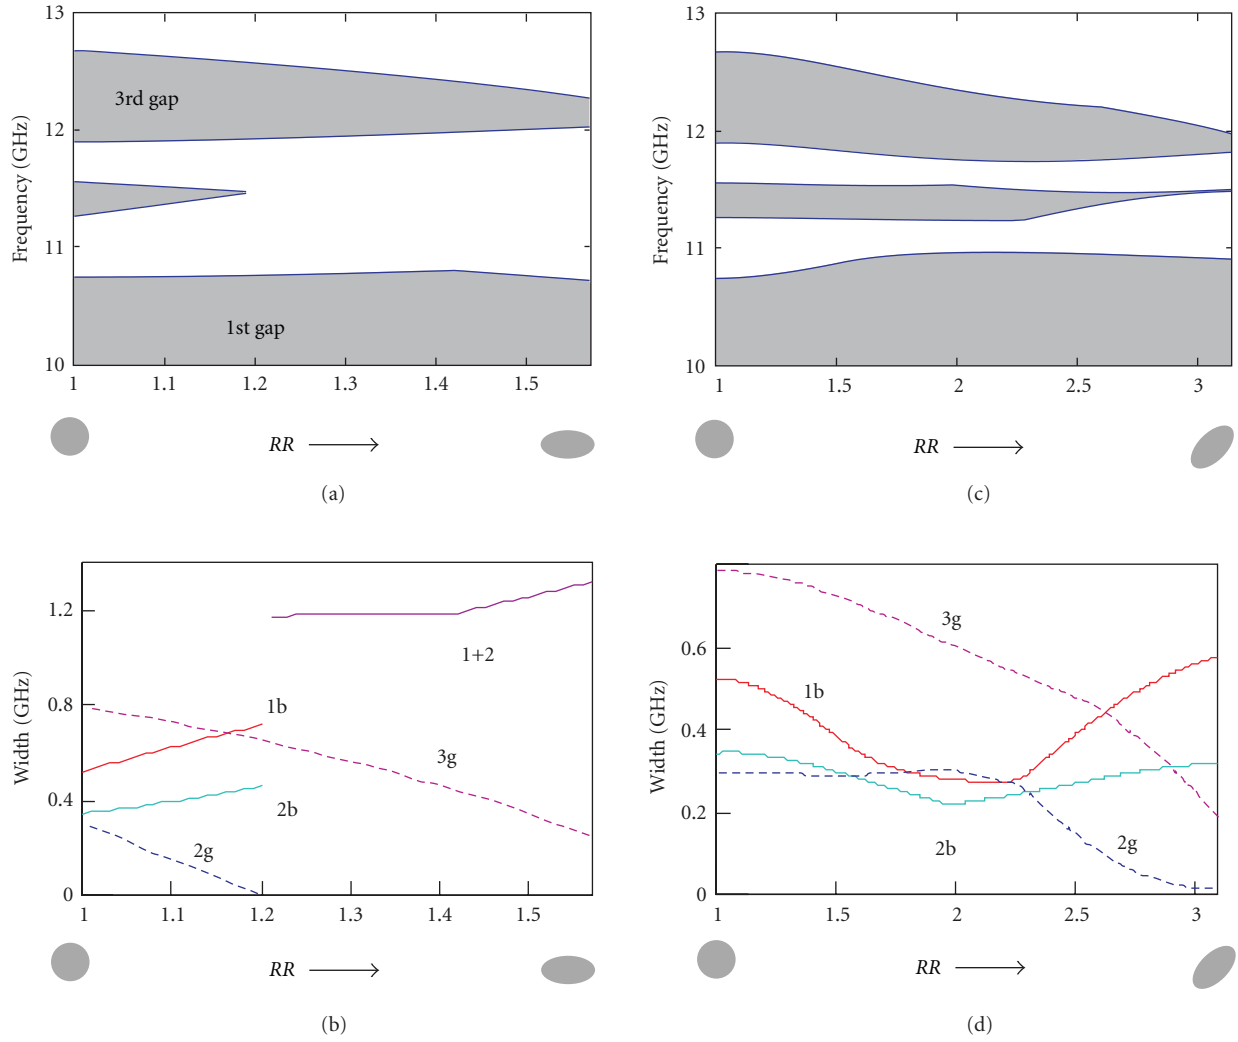 13
12
11
10
Frequency (GHz)
3rd gap
1st gap
1 1.1 1.2 1.3 1.4 1.5
RR
(a)
13
12
11
10
Frequency (GHz)
1 1.5 2 2.5 3
RR
(c)
1.2
0.8
0.4
0
Width (GHz)
1+2
1b
3g
2b
2g
1 1.1 1.2 1.3 1.4 1.5
RR
(b)
0.6
0.4
0.2
0
Width (GHz)
3g
1b
2b
2g
1 1.5 2 2.5 3
RR
(d)